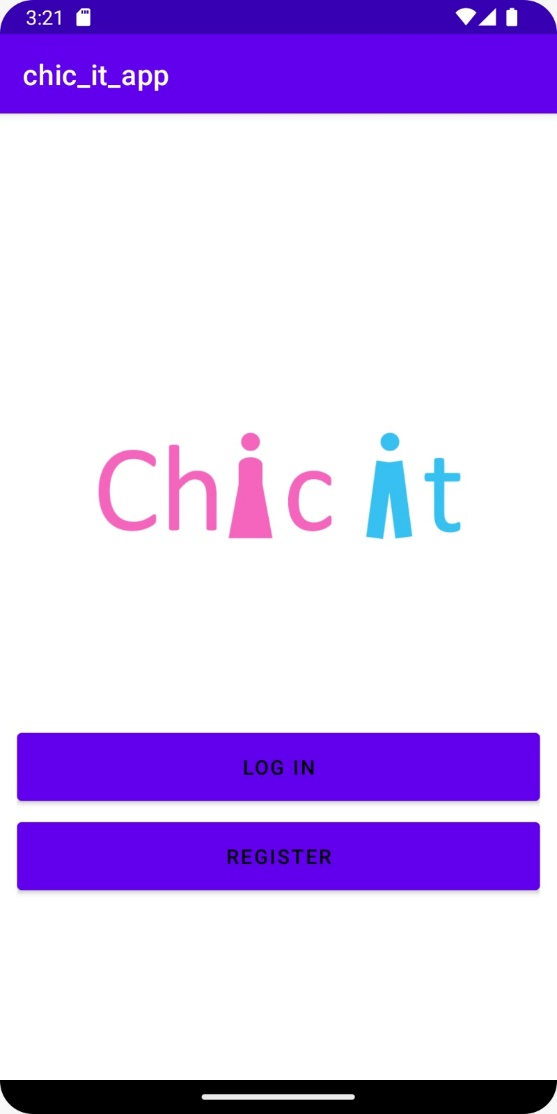 3:21
chic_it_app
Chic it
LOG IN
REGISTER